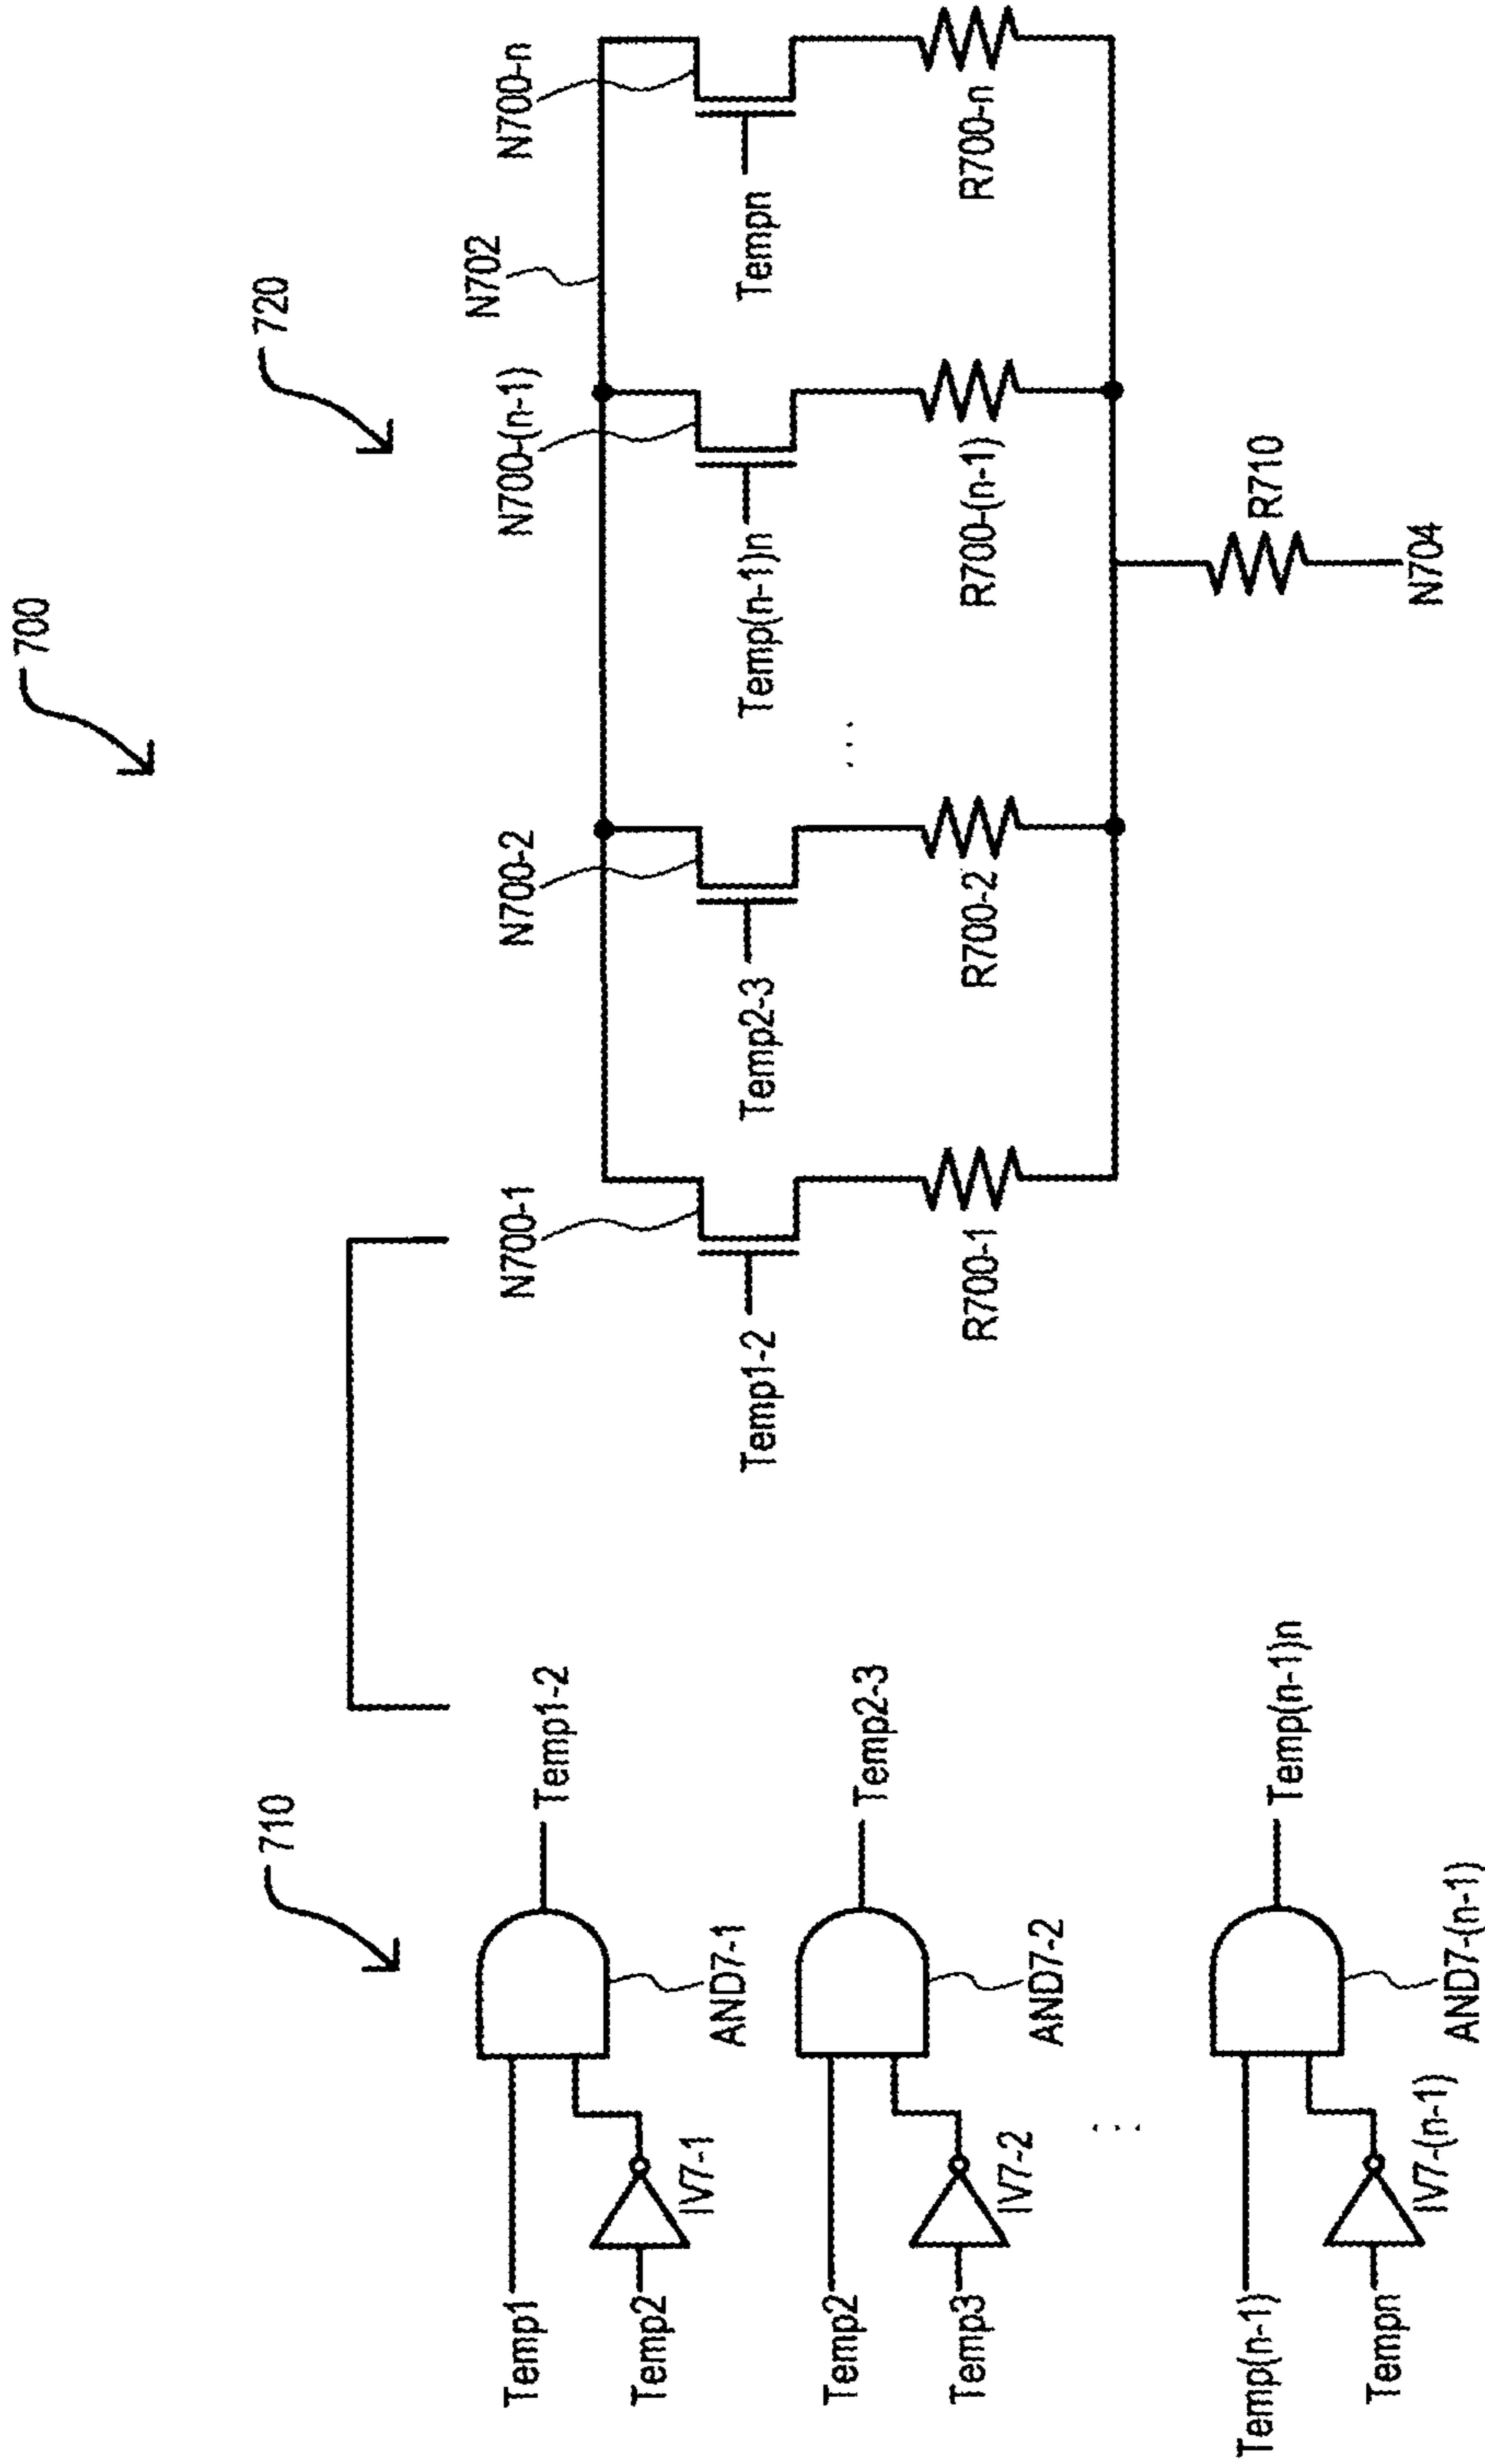 700
710
720
Temp1
Temp2
IV7-1
AND7-1
Temp1-2
Temp2
Temp3
IV7-2
AND7-2
Temp2-3
Temp(n-1)
Tempn
IV7-(n-1)
AND7-(n-1)
Temp(n-1)n
N700-1
N700-2
N700-(n-1)
N702
N700-n
Temp1-2
Temp2-3
Temp(n-1)n
Tempn
R700-1
R700-2
R700-(n-1)
R700-n
R710
N704